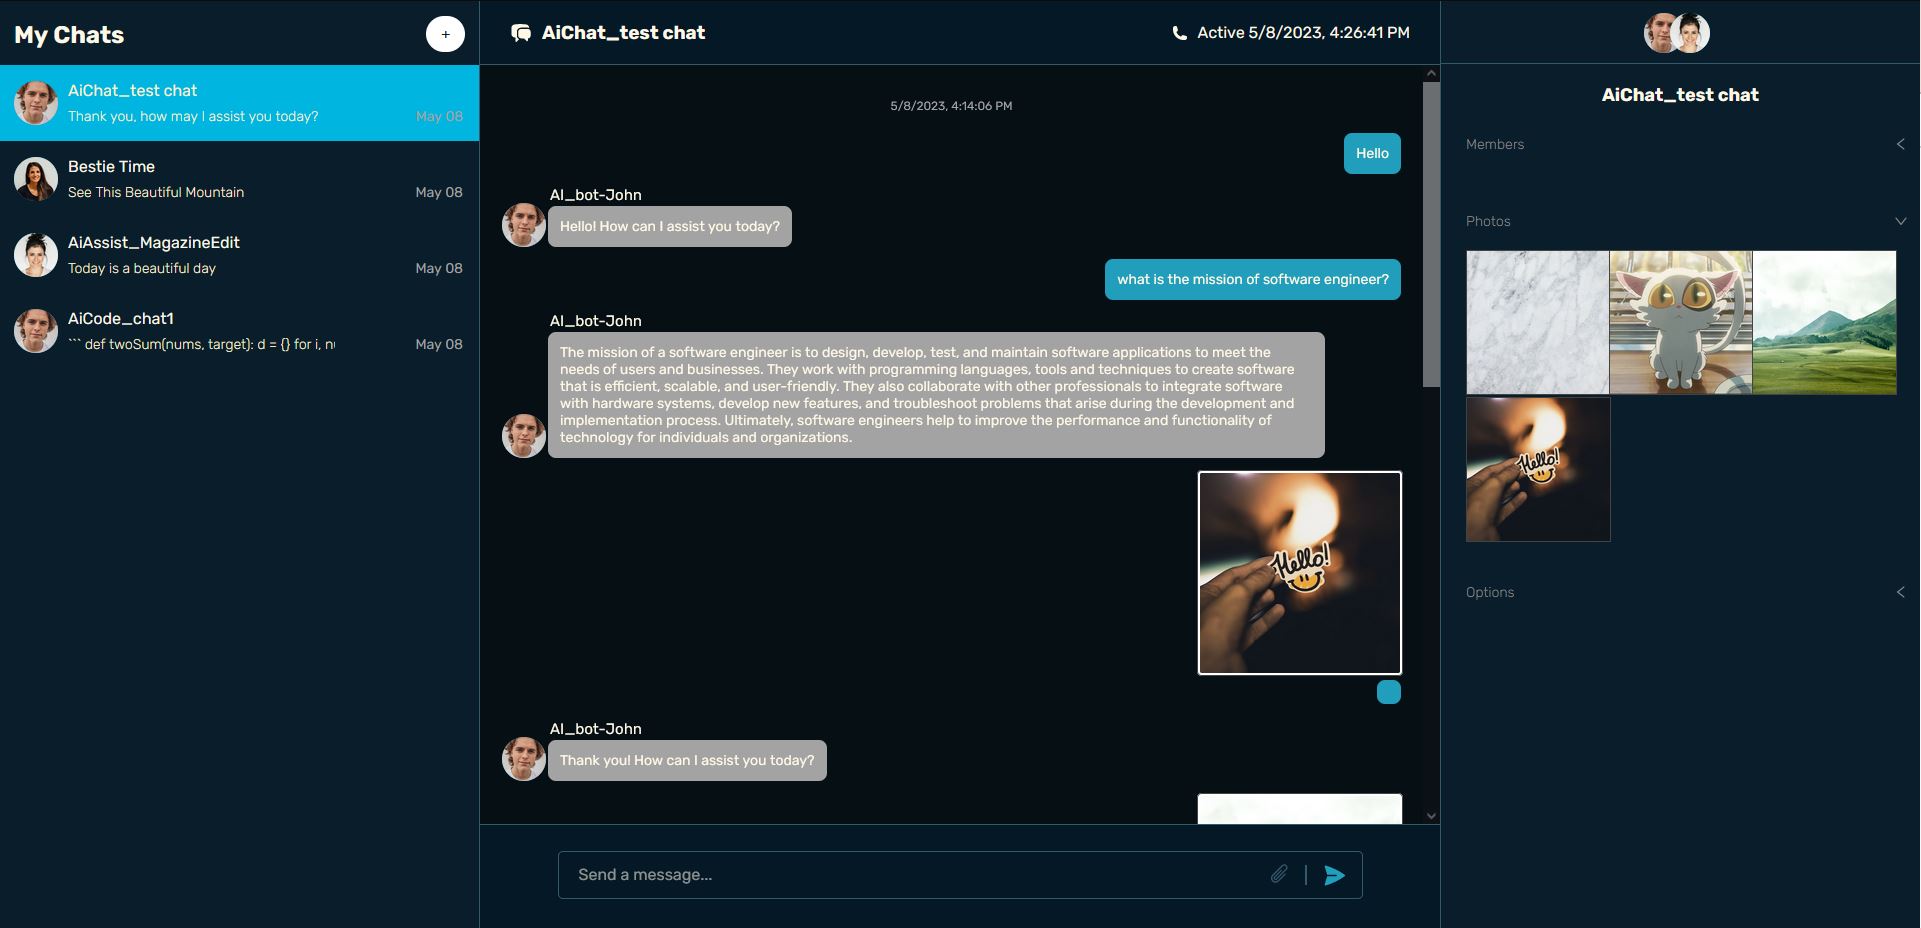 My Chats
+
AiChat_test chat
Thank you, how may I assist you today?
May 08
Bestie Time
See This Beautiful Mountain
May 08
AiAssist_MagazineEdit
Today is a beautiful day
May 08
AiCode_chat1
``` def twoSum(nums, target): d = {} for i, nu
May 08
AiChat_test chat
Active 5/8/2023, 4:26:41 PM
5/8/2023, 4:14:06 PM
Hello
AI_bot-John
Hello! How can I assist you today?
what is the mission of software engineer?
AI_bot-John
The mission of a software engineer is to design, develop, test, and maintain software applications to meet the
needs of users and businesses. They work with programming languages, tools and techniques to create software
that is efficient, scalable, and user-friendly. They also collaborate with other professionals to integrate software
with hardware systems, develop new features, and troubleshoot problems that arise during the development and
implementation process. Ultimately, software engineers help to improve the performance and functionality of
technology for individuals and organizations.
Hello!
AI_bot-John
Thank you! How can I assist you today?
Send a message...
AiChat_test chat
Members
Photos
Hello!
Options